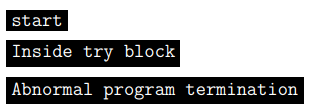 start
Inside try block
Abnormal program termination